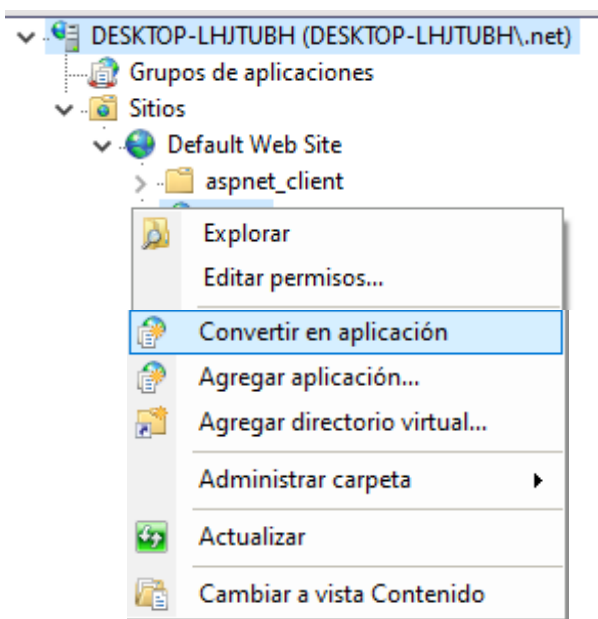 DESKTOP-LHJTUBH (DESKTOP-LHJTUBH\.net)
Grupos de aplicaciones
Sitios
Default Web Site
aspnet_client
Explorar
Editar permisos...
Convertir en aplicación
Agregar aplicación...
Agregar directorio virtual...
Administrar carpeta
Actualizar
Cambiar a vista Contenido